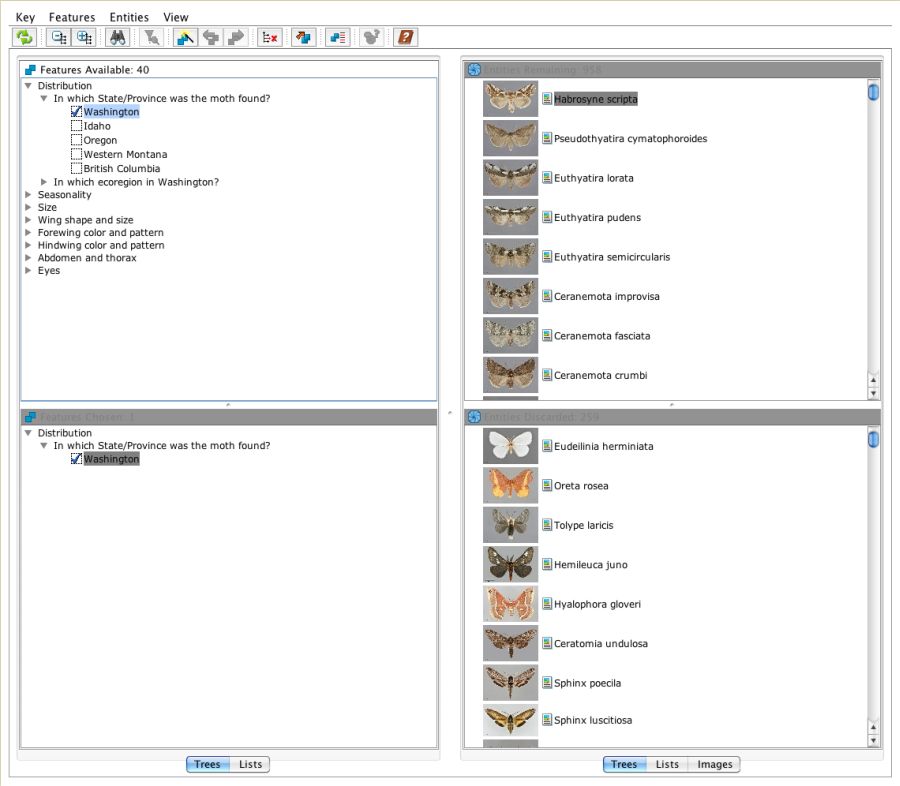 Key Features Entities View
Features Available: 40
Distribution
In which State/Province was the moth found?
Washington
Idaho
Oregon
Western Montana
British Columbia
In which ecoregion in Washington?
Seasonality
Size
Wing shape and size
Forewing color and pattern
Hindwing color and pattern
Abdomen and thorax
Eyes
Features Chosen: 1
Distribution
In which State/Province was the moth found?
Washington
Trees Lists
Entities Remaining: 958
Habrosyne scripta
Pseudothyatira cymatophoroides
Euthyatira lorata
Euthyatira pudens
Euthyatira semicircularis
Ceranemota improvisa
Ceranemota fasciata
Ceranemota crumbi
Entities Discarded: 259
Eudeilinia herminiata
Oreta rosea
Tolype laricis
Hemileuca juno
Hyalophora gloveri
Ceratomia undulosa
Sphinx poecila
Sphinx luscitiosa
Trees Lists Images